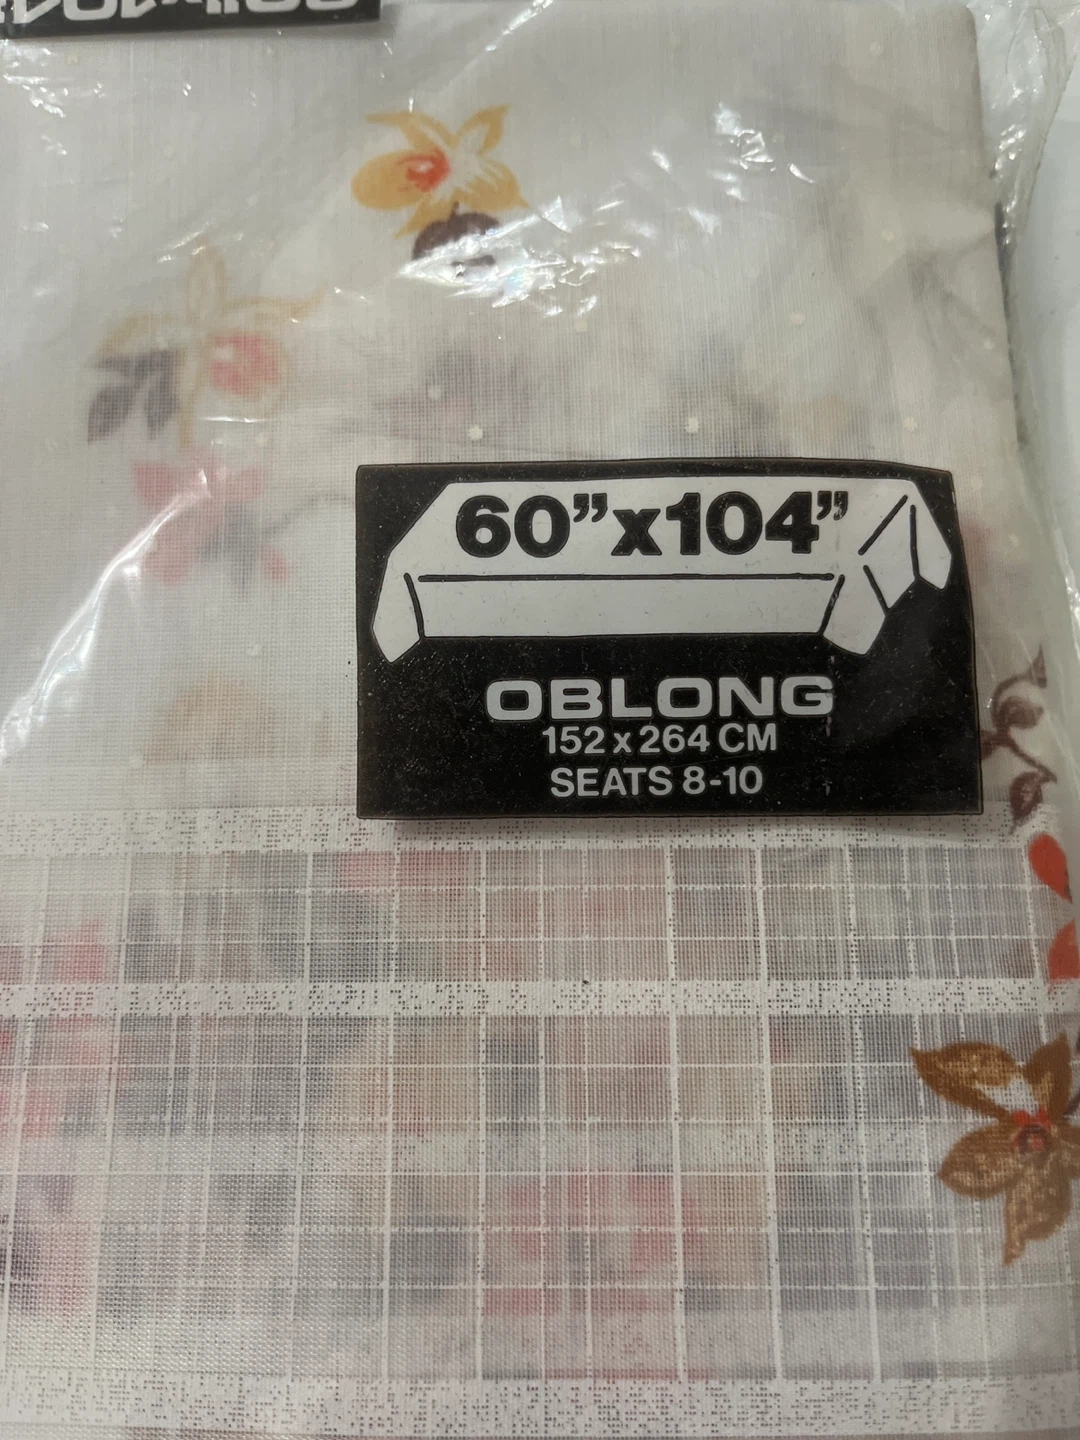 60”x104”
OBLONG
152 x 264 CM
SEATS 8-10